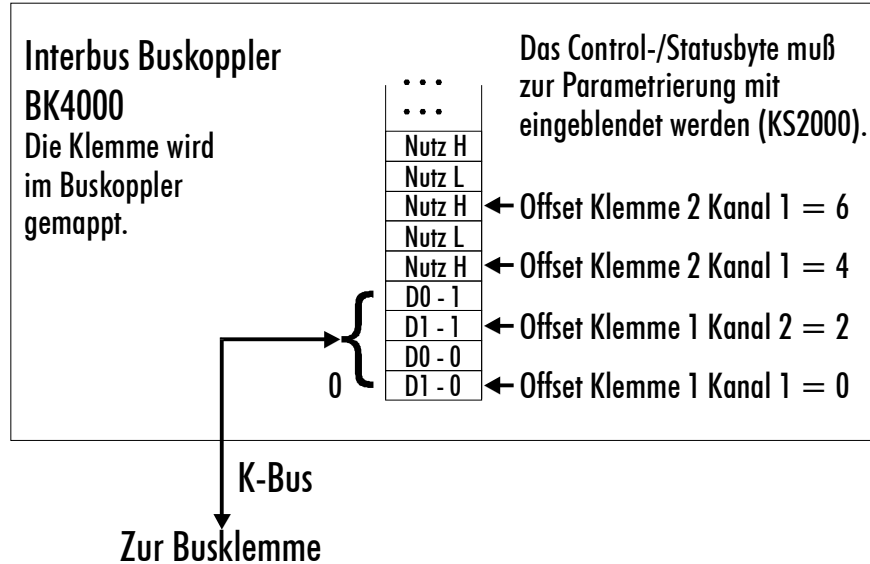 Interbus Buskoppler
BK4000
Die Klemme wird
im Buskoppler
gemappt.
Das Control-/Statusbyte muß
zur Parametrierung mit
eingeblendet werden (KS2000).
...
...
Nutz H
Nutz L
Nutz H
Offset Klemme 2 Kanal 1 = 6
Nutz L
Nutz H
Offset Klemme 2 Kanal 1 = 4
D0 - 1
D1 - 1
Offset Klemme 1 Kanal 2 = 2
D0 - 0
0
D1 - 0
Offset Klemme 1 Kanal 1 = 0
K-Bus
Zur Busklemme